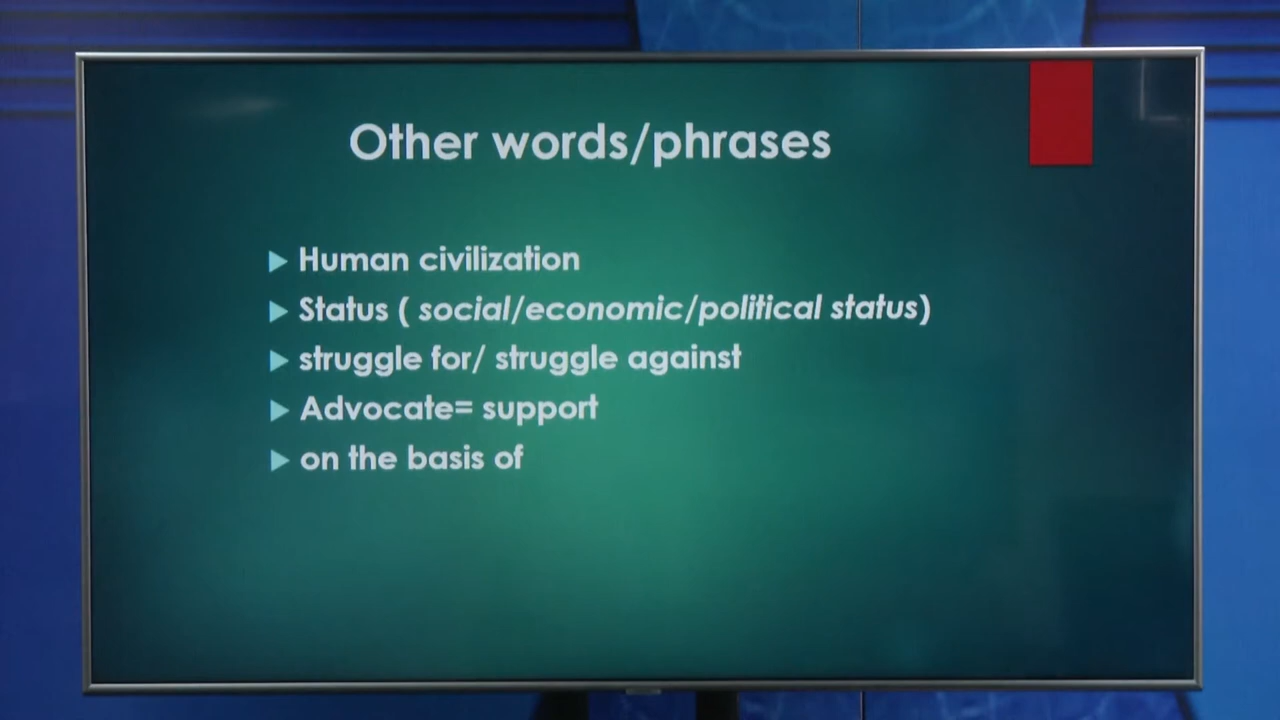 Other words/phrases
Human civilization
Status ( social/economic/political status)
struggle for/ struggle against
Advocate= support
on the basis of